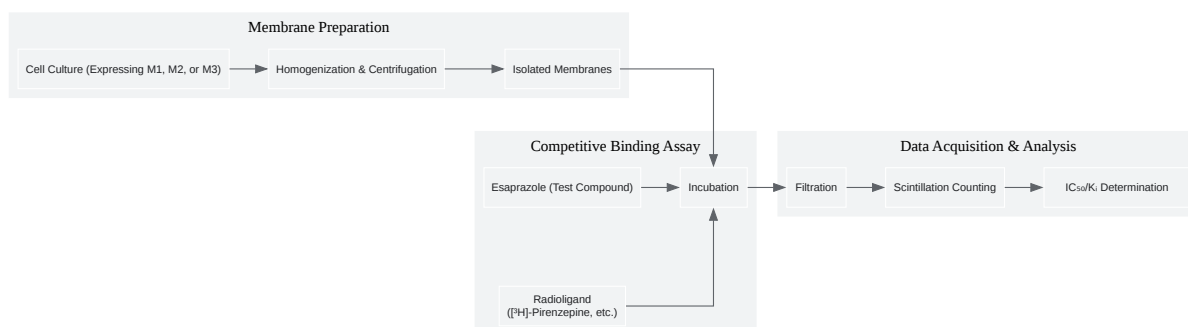 Membrane Preparation
Cell Culture (Expressing M1, M2, or M3)
Homogenization & Centrifugation
Isolated Membranes
Competitive Binding Assay
Esaprazole (Test Compound)
Incubation
Radioligand
([³H]-Pirenzepine, etc.)
Data Acquisition & Analysis
Filtration
Scintillation Counting
IC₅₀/Kᵢ Determination